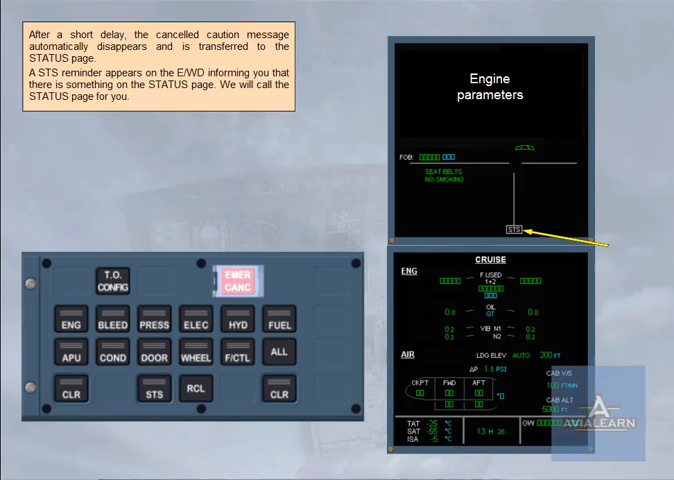 After a short delay, the cancelled caution message
automatically disappears and is transferred to the
STATUS page.
A STS reminder appears on the E/WD informing you that
there is something on the STATUS page. We will call the
STATUS page for you.
Engine
parameters
FOB:
SEAT BELTS
NO SMOKING
STS
T.O.
CONFIG
EMER
CANC
ENG BLEED PRESS ELEC HYD FUEL
APU COND DOOR WHEEL F/CTL ALL
CLR STS RCL CLR
CRUISE
ENG
F.USED
1+2
OIL
0.0 QT 0.0
0.2 VIB N1 0.2
0.2 N2 0.2
AIR
LDG ELEV AUTO 200 FT
ΔP 1.5 PSI
CAB V/S
100 FT/MN
CKPT FWD AFT
CAB ALT
5000 FT
TAT -25 °C
SAT -55 °C
ISA -5 °C
13 H 26
GW
AVIALEARN